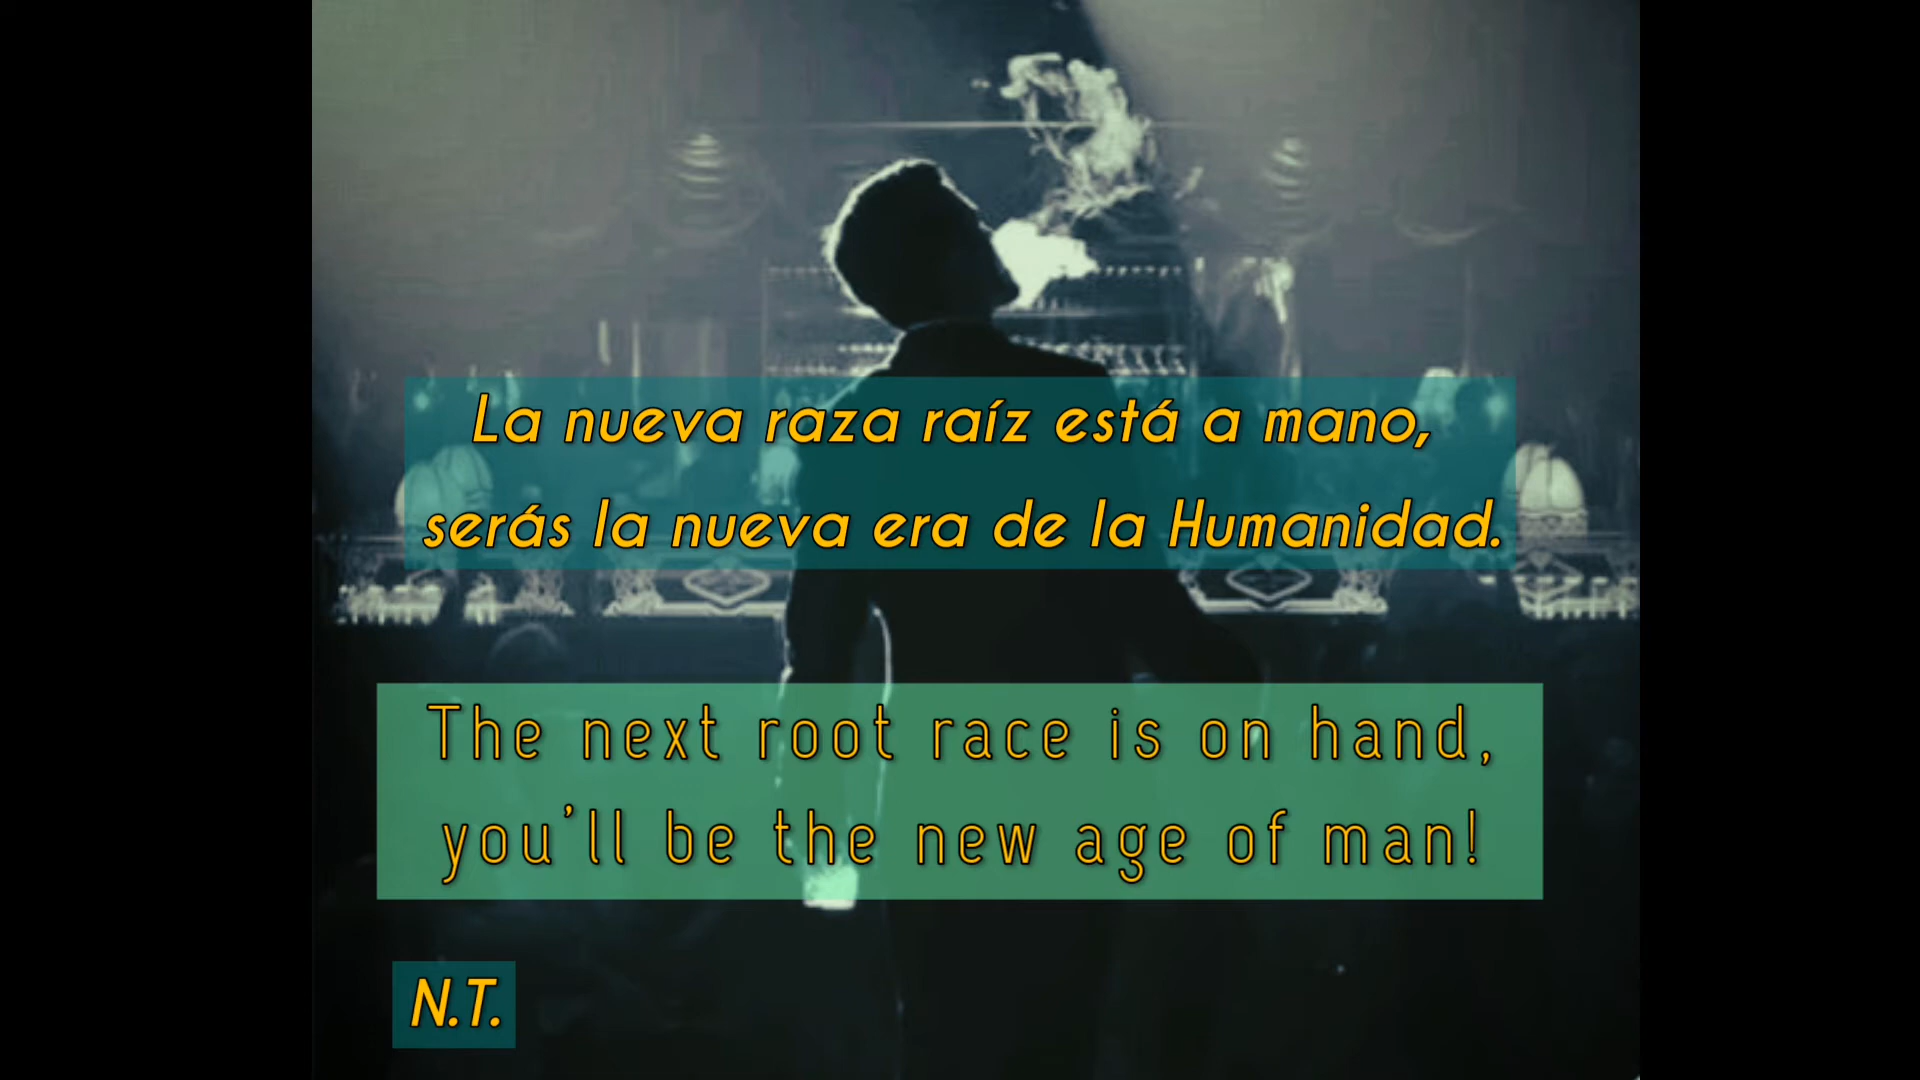 La nueva raza raíz está a mano,
serás la nueva era de la Humanidad.
The next root race is on hand,
you'll be the new age of man!
N.T.